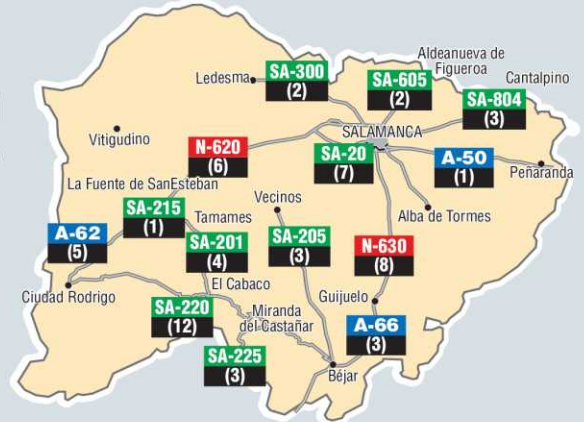 Aldeanueva de
Figueroa
Cantalpino
Ledesma
SA-300
(2)
SA-605
(2)
SA-804
(3)
Vitigudino
N-620
(6)
SALAMANCA
SA-20
(7)
A-50
(1)
Peñaranda
La Fuente de SanEsteban
SA-215
(1)
Tamames
Vecinos
Alba de Tormes
A-62
(5)
SA-201
(4)
SA-205
(3)
N-630
(8)
Ciudad Rodrigo
El Cabaco
SA-220
(12)
Miranda
del Castañar
Guijuelo
A-66
(3)
SA-225
(3)
Béjar